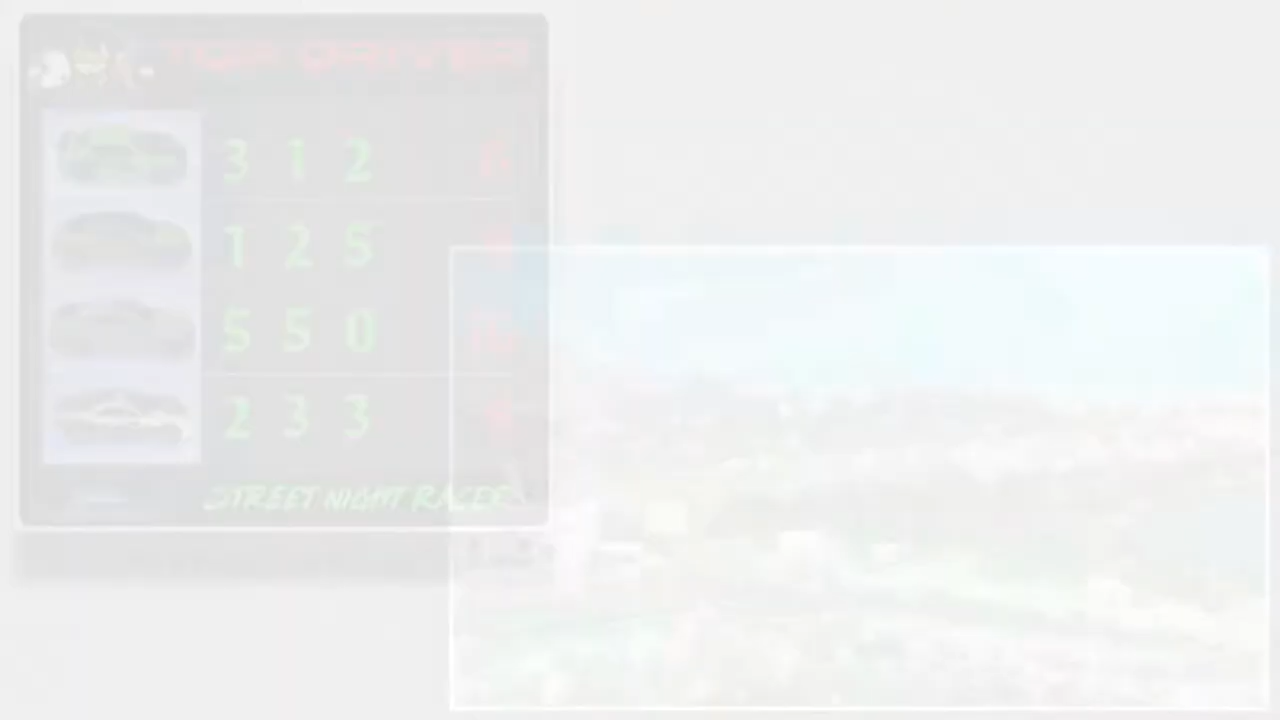 TOP DRIVER
3 1 2
1 2 5
5 5 0
2 3 3
STREET NIGHT RACER